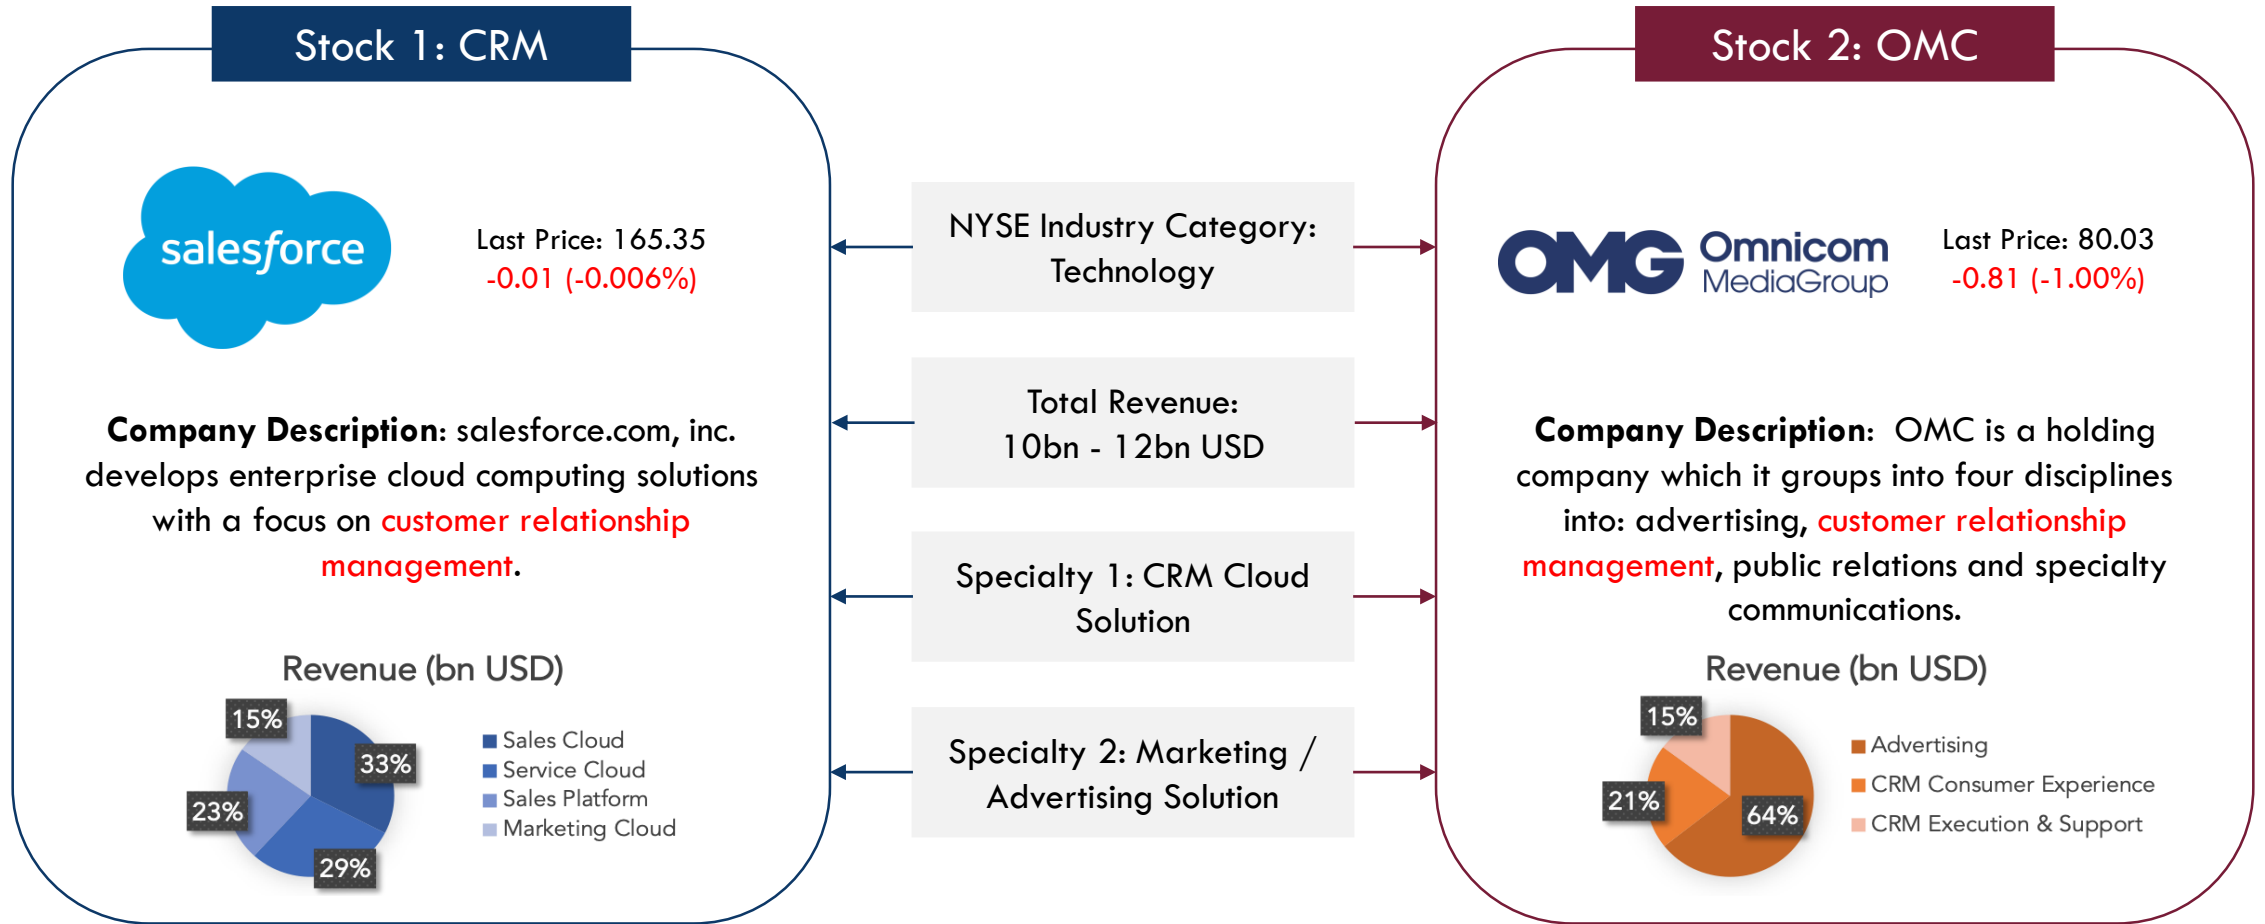 Stock 1: CRM
salesforce
Last Price: 165.35
-0.01 (-0.006%)
Company Description: salesforce.com, inc.
develops enterprise cloud computing solutions
with a focus on customer relationship
management.
Revenue (bn USD)
15%
33%
23%
29%
Sales Cloud
Service Cloud
Sales Platform
Marketing Cloud
NYSE Industry Category:
Technology
Total Revenue:
10bn - 12bn USD
Specialty 1: CRM Cloud
Solution
Specialty 2: Marketing /
Advertising Solution
Stock 2: OMC
OMG Omnicom
MediaGroup
Last Price: 80.03
-0.81 (-1.00%)
Company Description: OMC is a holding
company which it groups into four disciplines
into: advertising, customer relationship
management, public relations and specialty
communications.
Revenue (bn USD)
15%
21%
64%
Advertising
CRM Consumer Experience
CRM Execution & Support